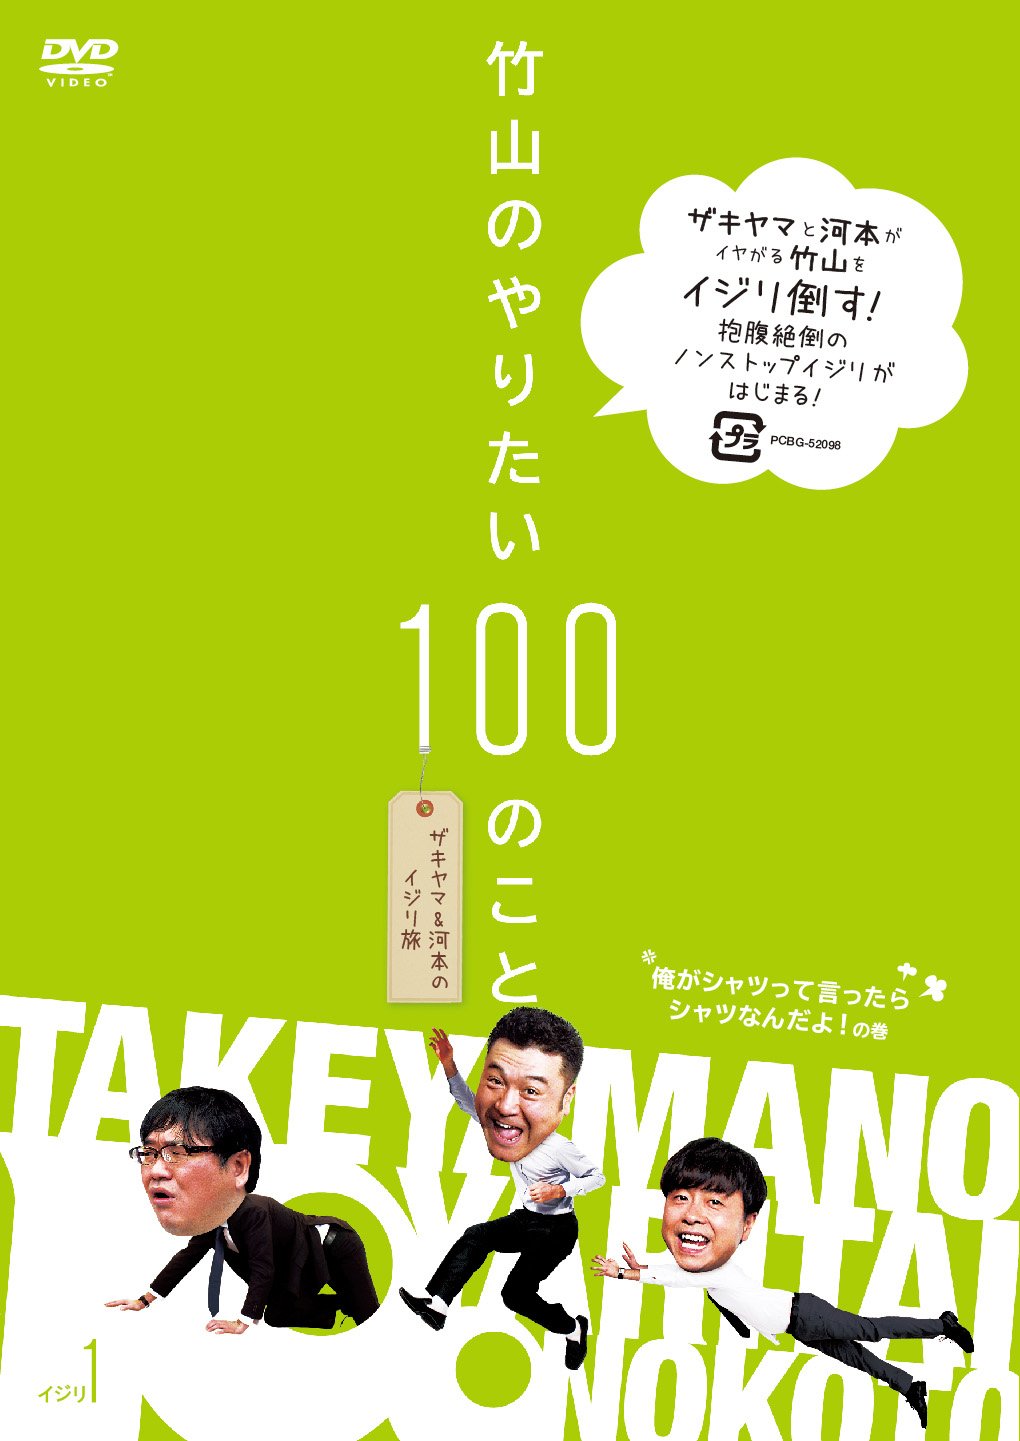 DVD
VIDEO
竹山のやりたい
100
のこと
ザキヤマと河本が
イヤがる竹山を
イジリ倒す!
抱腹絶倒の
ノンストップイジリが
はじまる!
プラ
PCBG-52098
ザキヤマ&河本の
イジリ旅
俺がシャツって言ったら
シャツなんだよ!の巻
TAKEYAMANO
YARITAI
100
NOKOTO
イジリ1